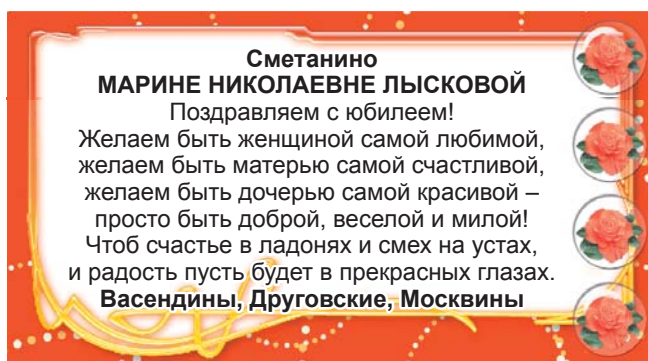 Сметанино
МАРИНЕ НИКОЛАЕВНЕ ЛЫСКОВОЙ
Поздравляем с юбилеем!
Желаем быть женщиной самой любимой,
желаем быть матерью самой счастливой,
желаем быть дочерью самой красивой –
просто быть доброй, веселой и милой!
Чтоб счастье в ладонях и смех на устах,
и радость пусть будет в прекрасных глазах.
Васендины, Друговские, Москвины